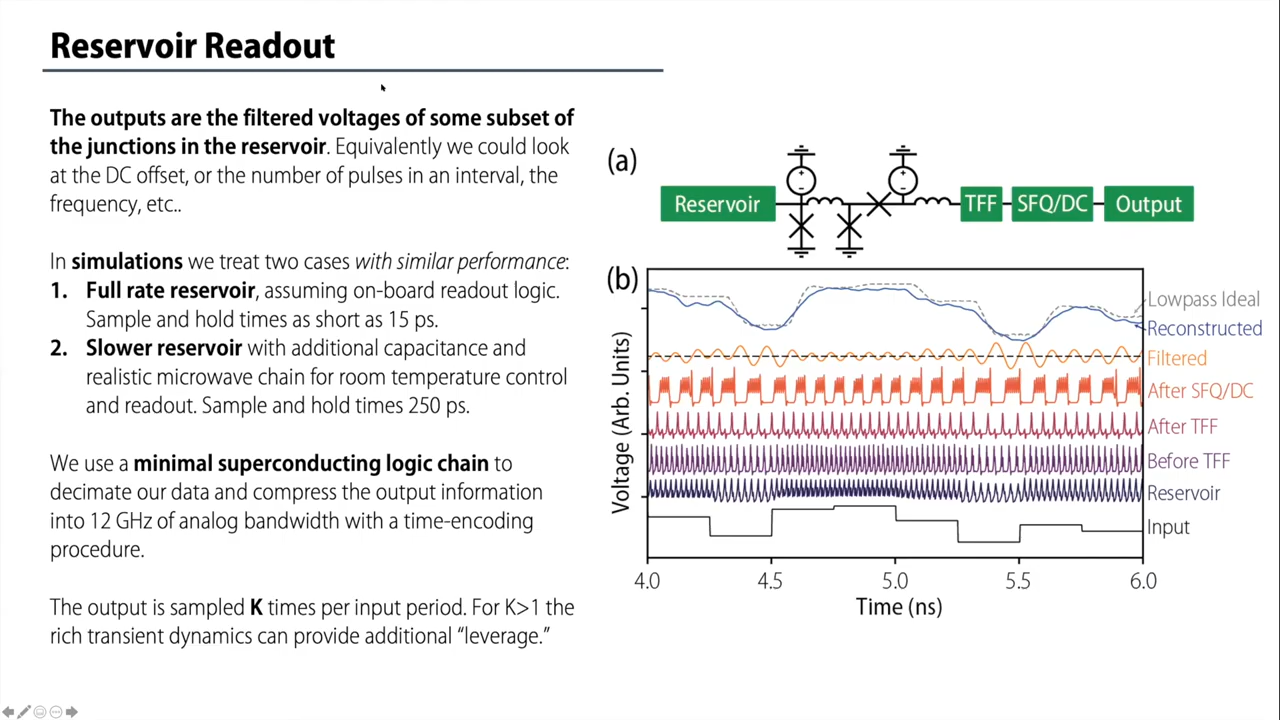 Reservoir Readout
The outputs are the filtered voltages of some subset of
the junctions in the reservoir. Equivalently we could look
at the DC offset, or the number of pulses in an interval, the
frequency, etc..
In simulations we treat two cases with similar performance:
1. Full rate reservoir, assuming on-board readout logic.
Sample and hold times as short as 15 ps.
2. Slower reservoir with additional capacitance and
realistic microwave chain for room temperature control
and readout. Sample and hold times 250 ps.
We use a minimal superconducting logic chain to
decimate our data and compress the output information
into 12 GHz of analog bandwidth with a time-encoding
procedure.
The output is sampled K times per input period. For K>1 the
rich transient dynamics can provide additional “leverage.”
(a)
Reservoir
TFF
SFQ/DC
Output
(b)
Voltage (Arb. Units)
Lowpass Ideal
Reconstructed
Filtered
After SFQ/DC
After TFF
Before TFF
Reservoir
Input
4.0 4.5 5.0 5.5 6.0
Time (ns)